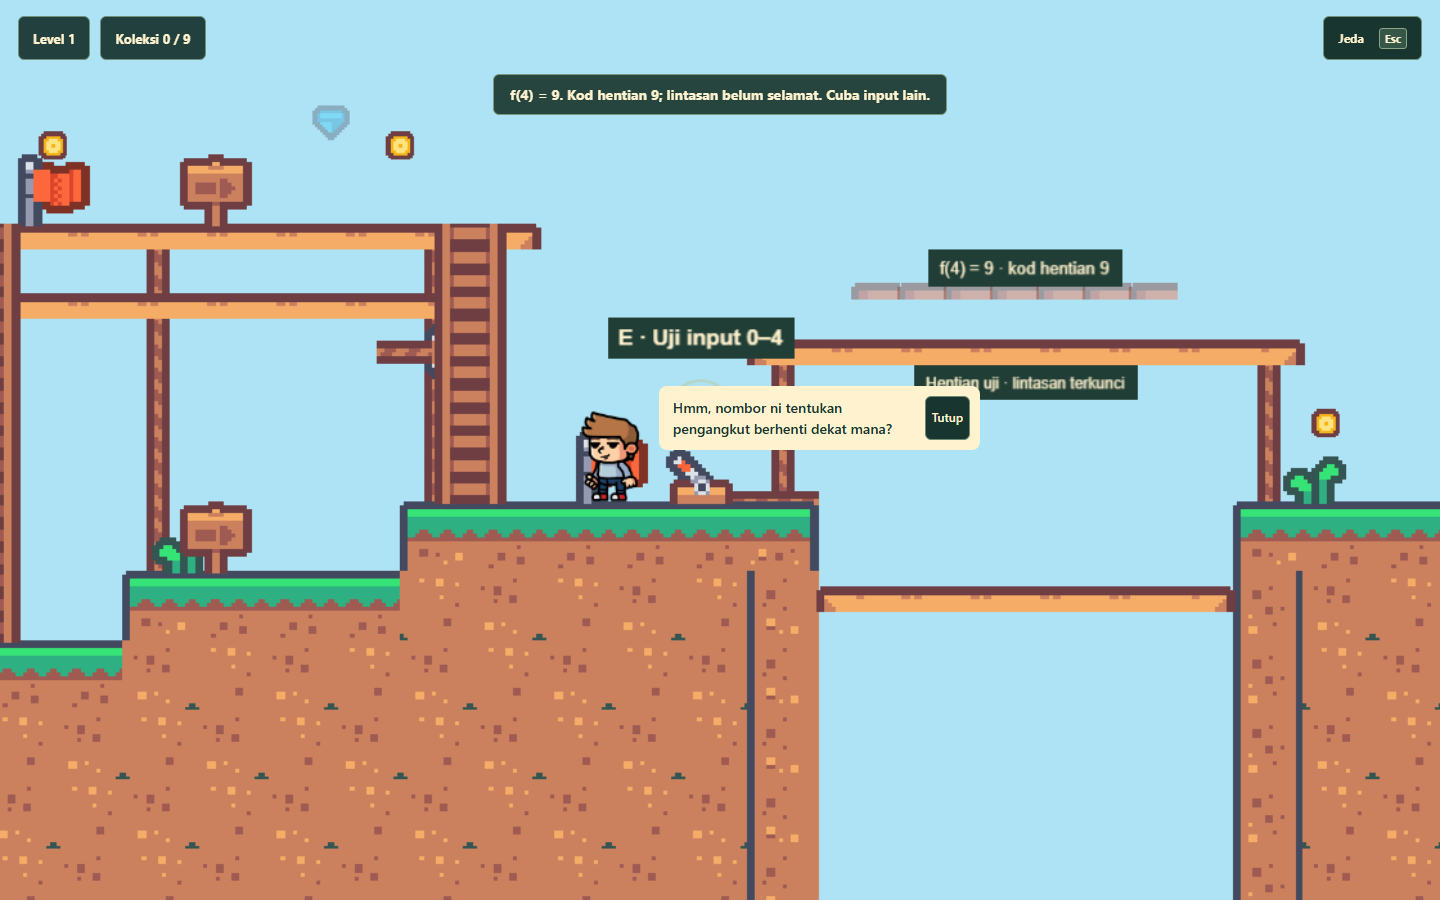 Level 1
Koleksi 0 / 9
Jeda Esc
f(4) = 9. Kod hentian 9; lintasan belum selamat. Cuba input lain.
f(4) = 9 · kod hentian 9
E · Uji input 0–4
Hentian uji · lintasan terkunci
Hmm, nombor ni tentukan
pengangkut berhenti dekat mana?
Tutup